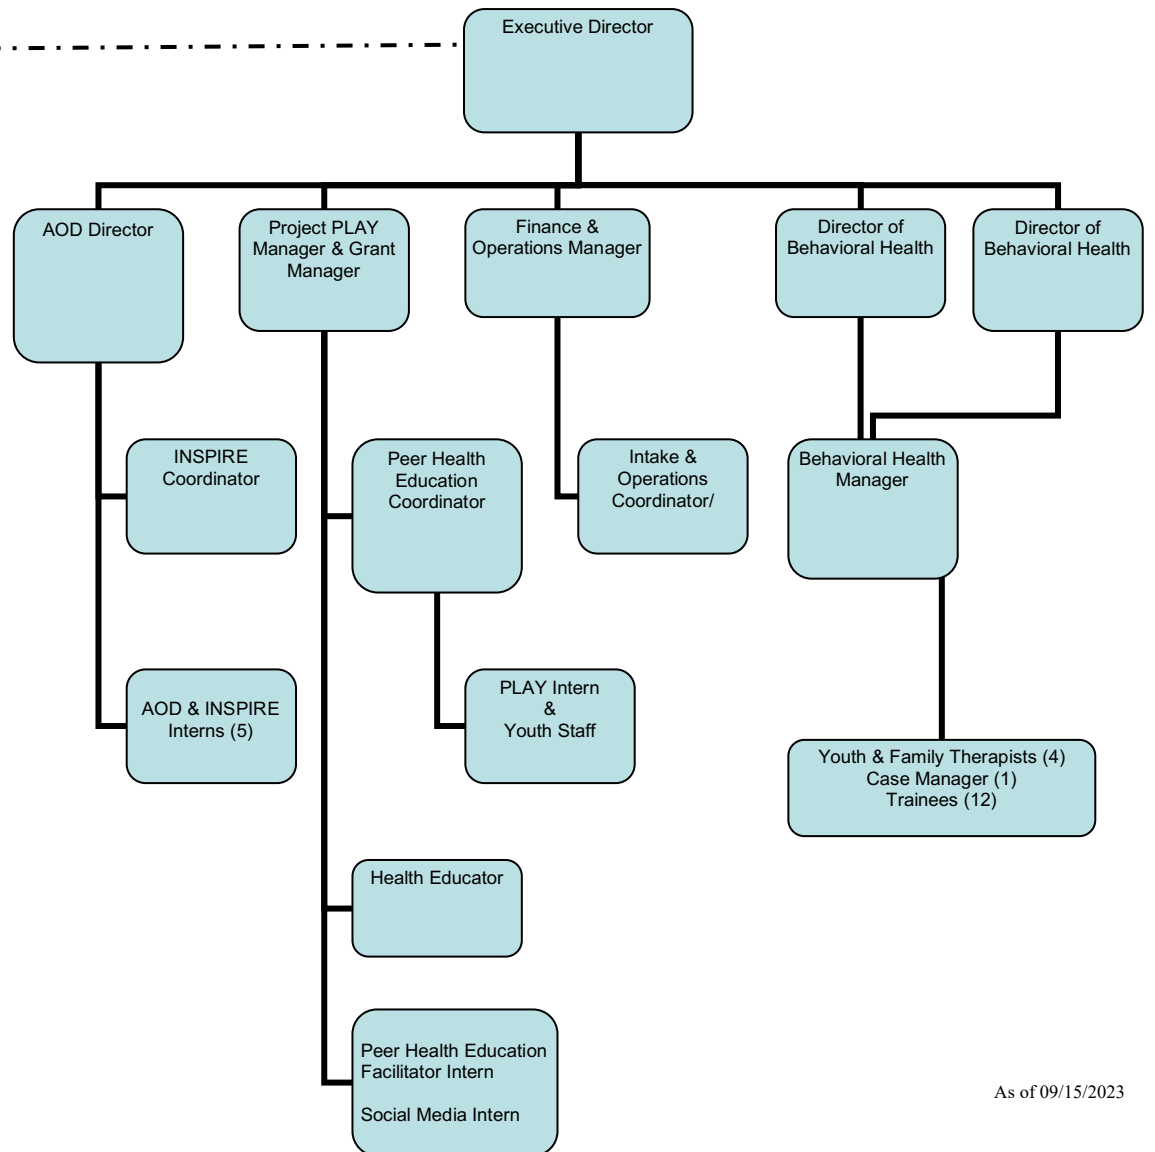 Executive Director
AOD Director
Project PLAY
Manager & Grant
Manager
Finance &
Operations Manager
Director of
Behavioral Health
Director of
Behavioral Health
INSPIRE
Coordinator
Peer Health
Education
Coordinator
Intake &
Operations
Coordinator/
Behavioral Health
Manager
AOD & INSPIRE
Interns (5)
PLAY Intern
&
Youth Staff
Youth & Family Therapists (4)
Case Manager (1)
Trainees (12)
Health Educator
Peer Health Education
Facilitator Intern
Social Media Intern
As of 09/15/2023